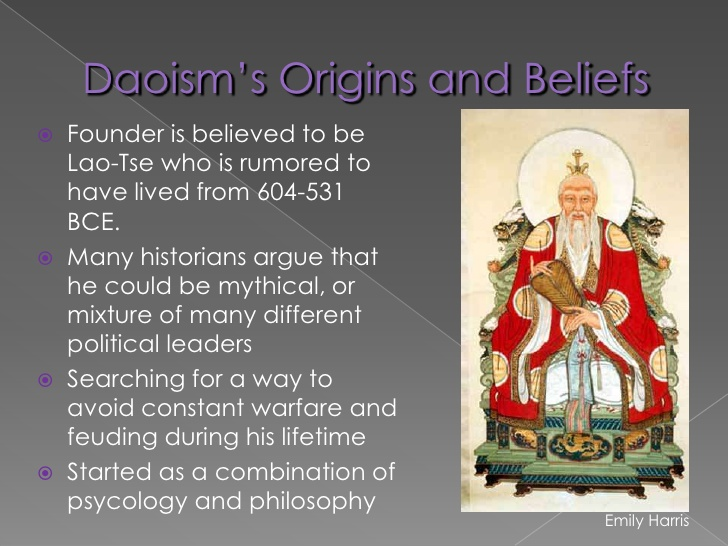 Daoism's Origins and Beliefs
Founder is believed to be
Lao-Tse who is rumored to
have lived from 604-531
BCE.
Many historians argue that
he could be mythical, or
mixture of many different
political leaders
Searching for a way to
avoid constant warfare and
feuding during his lifetime
Started as a combination of
psycology and philosophy
Emily Harris